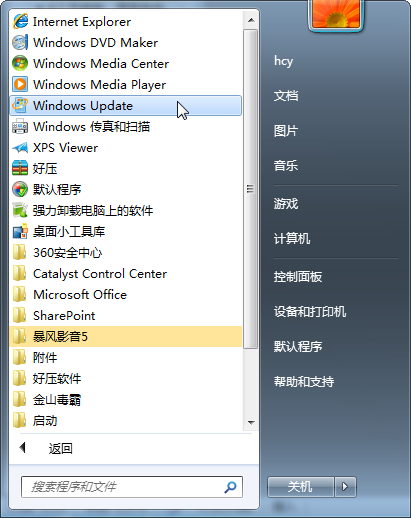 Internet Explorer
Windows DVD Maker
Windows Media Center
Windows Media Player
Windows Update
Windows 传真和扫描
XPS Viewer
好压
默认程序
强力卸载电脑上的软件
桌面小工具库
360安全中心
Catalyst Control Center
Microsoft Office
SharePoint
暴风影音5
附件
好压软件
金山毒霸
启动
返回
搜索程序和文件
hcy
文档
图片
音乐
游戏
计算机
控制面板
设备和打印机
默认程序
帮助和支持
关机